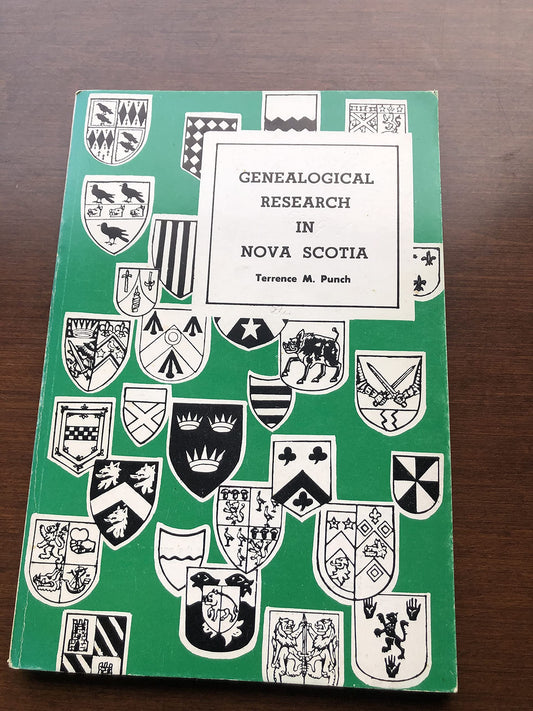 GENEALOGICAL
RESEARCH
IN
NOVA SCOTIA
Terrence M. Punch